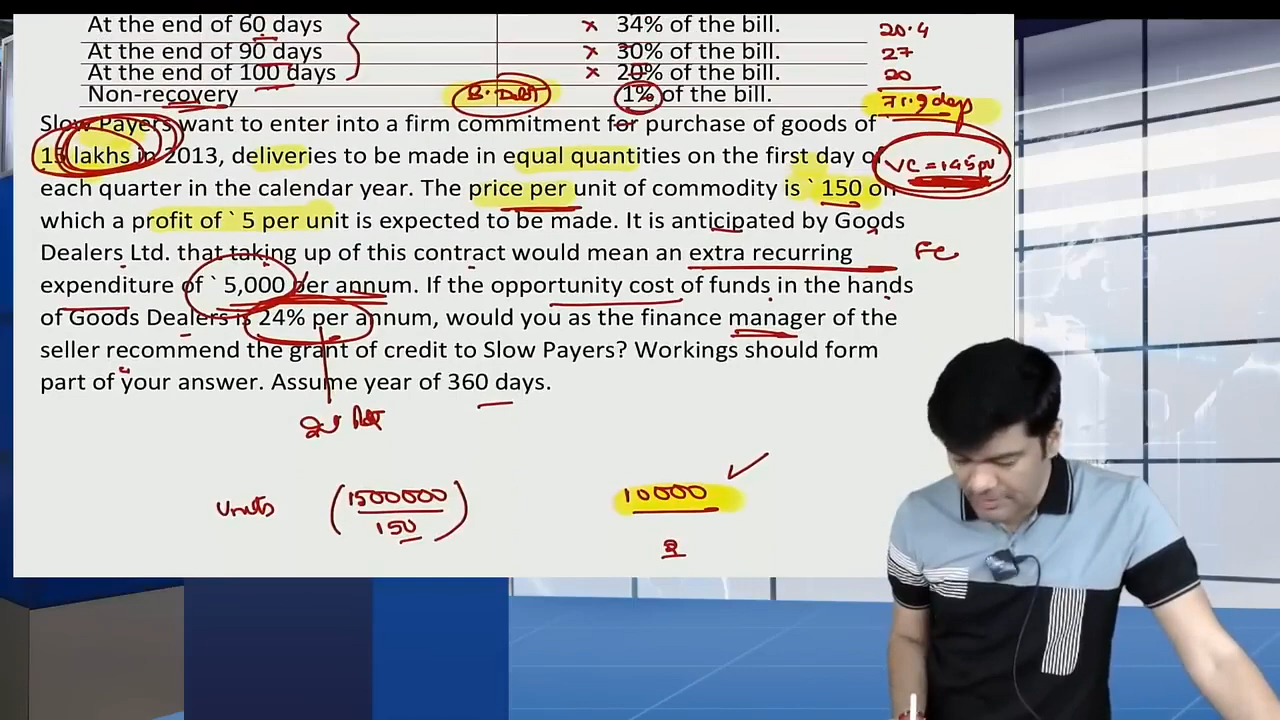 At the end of 60 days × 34% of the bill. 20.4
At the end of 90 days × 30% of the bill. 27
At the end of 100 days × 20% of the bill. 20
Non-recovery B. Debt 1% of the bill. 71.9 days
Slow Payers want to enter into a firm commitment for purchase of goods of `
15 lakhs in 2013, deliveries to be made in equal quantities on the first day of VC = 145 pu
each quarter in the calendar year. The price per unit of commodity is ` 150 on
which a profit of ` 5 per unit is expected to be made. It is anticipated by Goods
Dealers Ltd. that taking up of this contract would mean an extra recurring FC
expenditure of ` 5,000 per annum. If the opportunity cost of funds in the hands
of Goods Dealers is 24% per annum, would you as the finance manager of the
seller recommend the grant of credit to Slow Payers? Workings should form
part of your answer. Assume year of 360 days.
Units (1500000 / 150) 10000